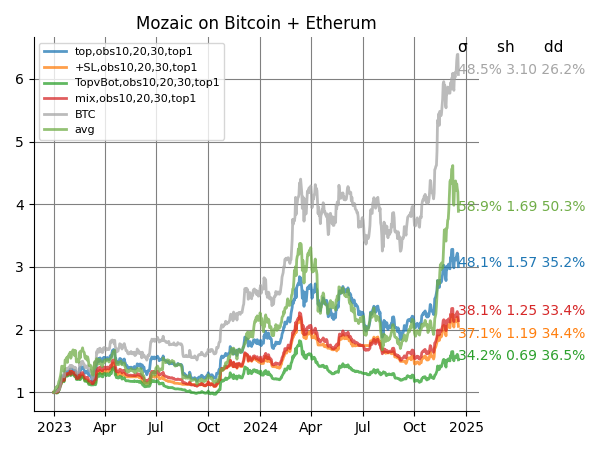 Mozaic on Bitcoin + Etherum
σ sh dd
top,obs10,20,30,top1
+SL,obs10,20,30,top1
TopvBot,obs10,20,30,top1
mix,obs10,20,30,top1
BTC
avg
48.5% 3.10 26.2%
58.9% 1.69 50.3%
48.1% 1.57 35.2%
38.1% 1.25 33.4%
37.1% 1.19 34.4%
34.2% 0.69 36.5%
6
5
4
3
2
1
2023 Apr Jul Oct 2024 Apr Jul Oct 2025